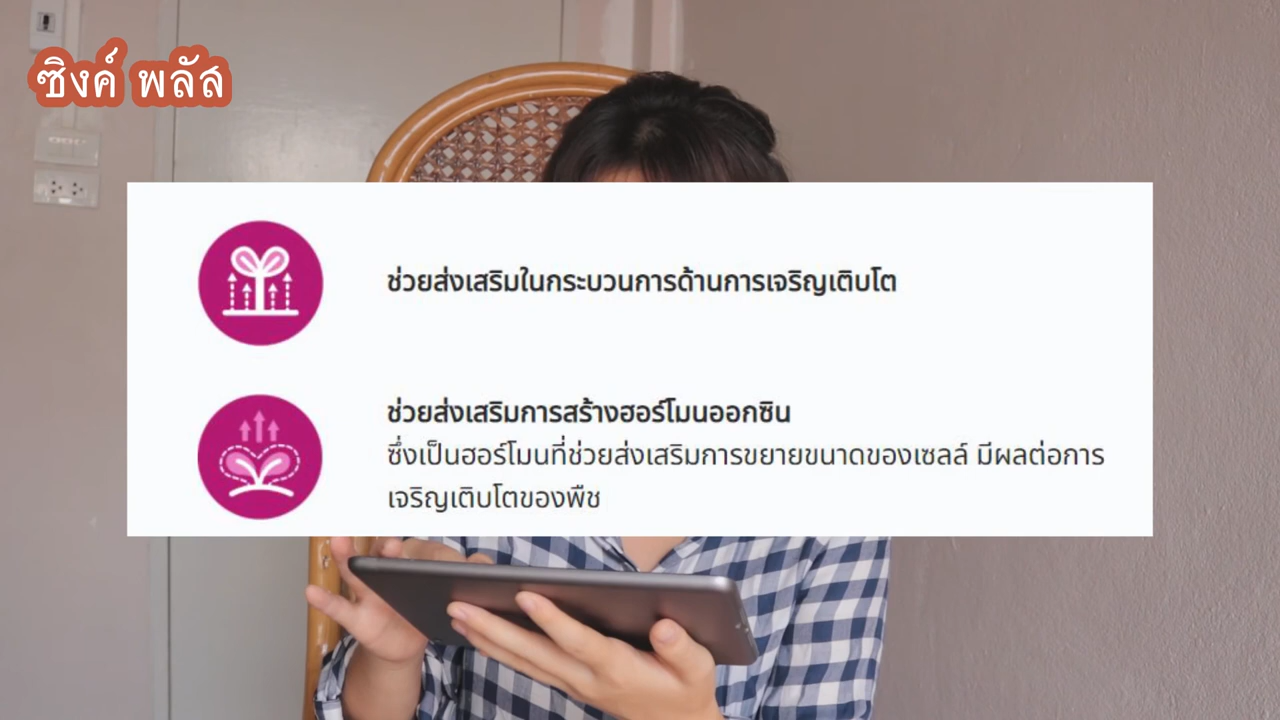 ซิงค์ พลัส
ช่วยส่งเสริมในกระบวนการด้านการเจริญเติบโต
ช่วยส่งเสริมการสร้างฮอร์โมนออกซิน
ซึ่งเป็นฮอร์โมนที่ช่วยส่งเสริมการขยายขนาดของเซลล์ มีผลต่อการ
เจริญเติบโตของพืช